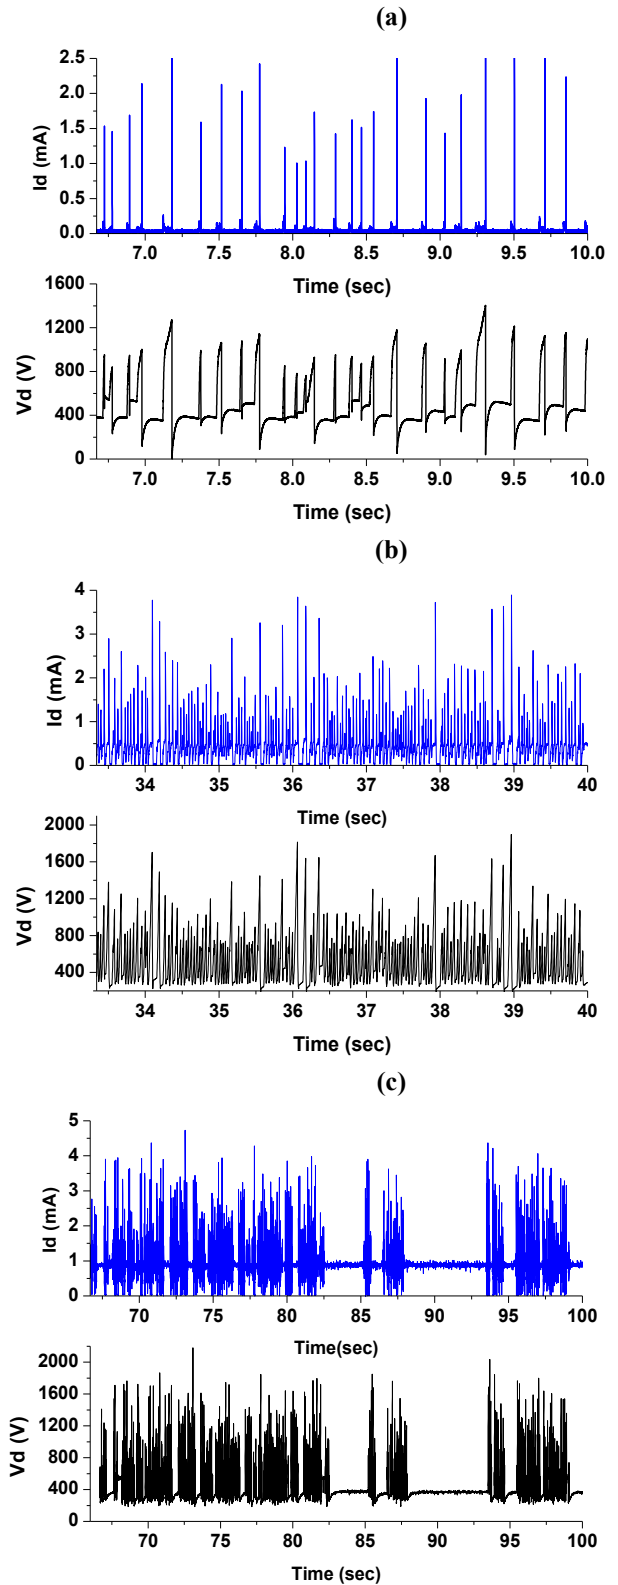 (a)
Id (mA)
2.5
2.0
1.5
1.0
0.5
0.0
7.0 7.5 8.0 8.5 9.0 9.5 10.0
Time (sec)
Vd (V)
1600
1200
800
400
0
7.0 7.5 8.0 8.5 9.0 9.5 10.0
Time (sec)
(b)
Id (mA)
4
3
2
1
0
34 35 36 37 38 39 40
Time (sec)
Vd (V)
2000
1600
1200
800
400
34 35 36 37 38 39 40
Time (sec)
(c)
Id (mA)
5
4
3
2
1
0
70 75 80 85 90 95 100
Time(sec)
Vd (V)
2000
1600
1200
800
400
0
70 75 80 85 90 95 100
Time (sec)